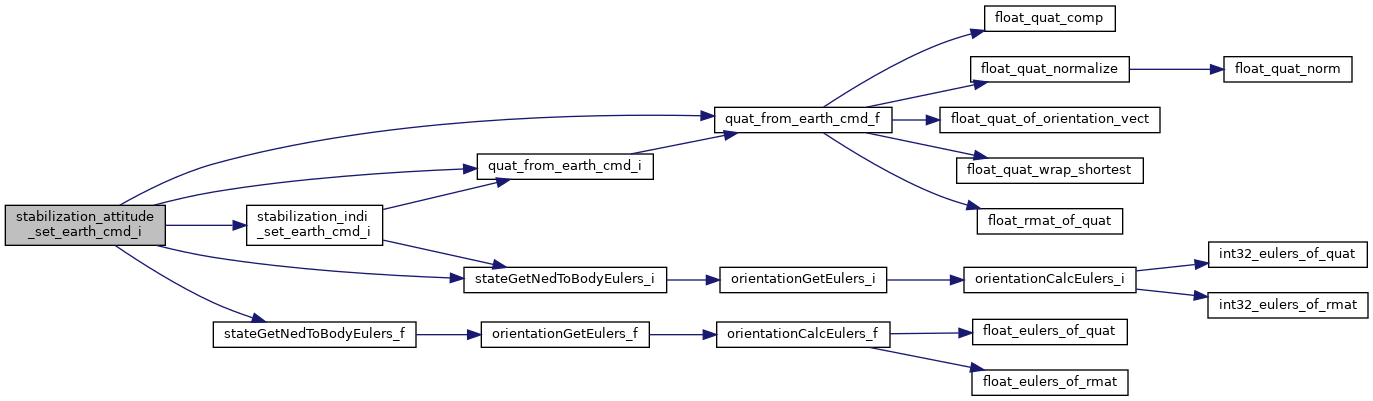 stabilization_attitude
_set_earth_cmd_i
quat_from_earth_cmd_f
float_quat_comp
float_quat_normalize
float_quat_norm
float_quat_of_orientation_vect
float_quat_wrap_shortest
float_rmat_of_quat
quat_from_earth_cmd_i
stabilization_indi
_set_earth_cmd_i
stateGetNedToBodyEulers_i
orientationGetEulers_i
orientationCalcEulers_i
int32_eulers_of_quat
int32_eulers_of_rmat
stateGetNedToBodyEulers_f
orientationGetEulers_f
orientationCalcEulers_f
float_eulers_of_quat
float_eulers_of_rmat